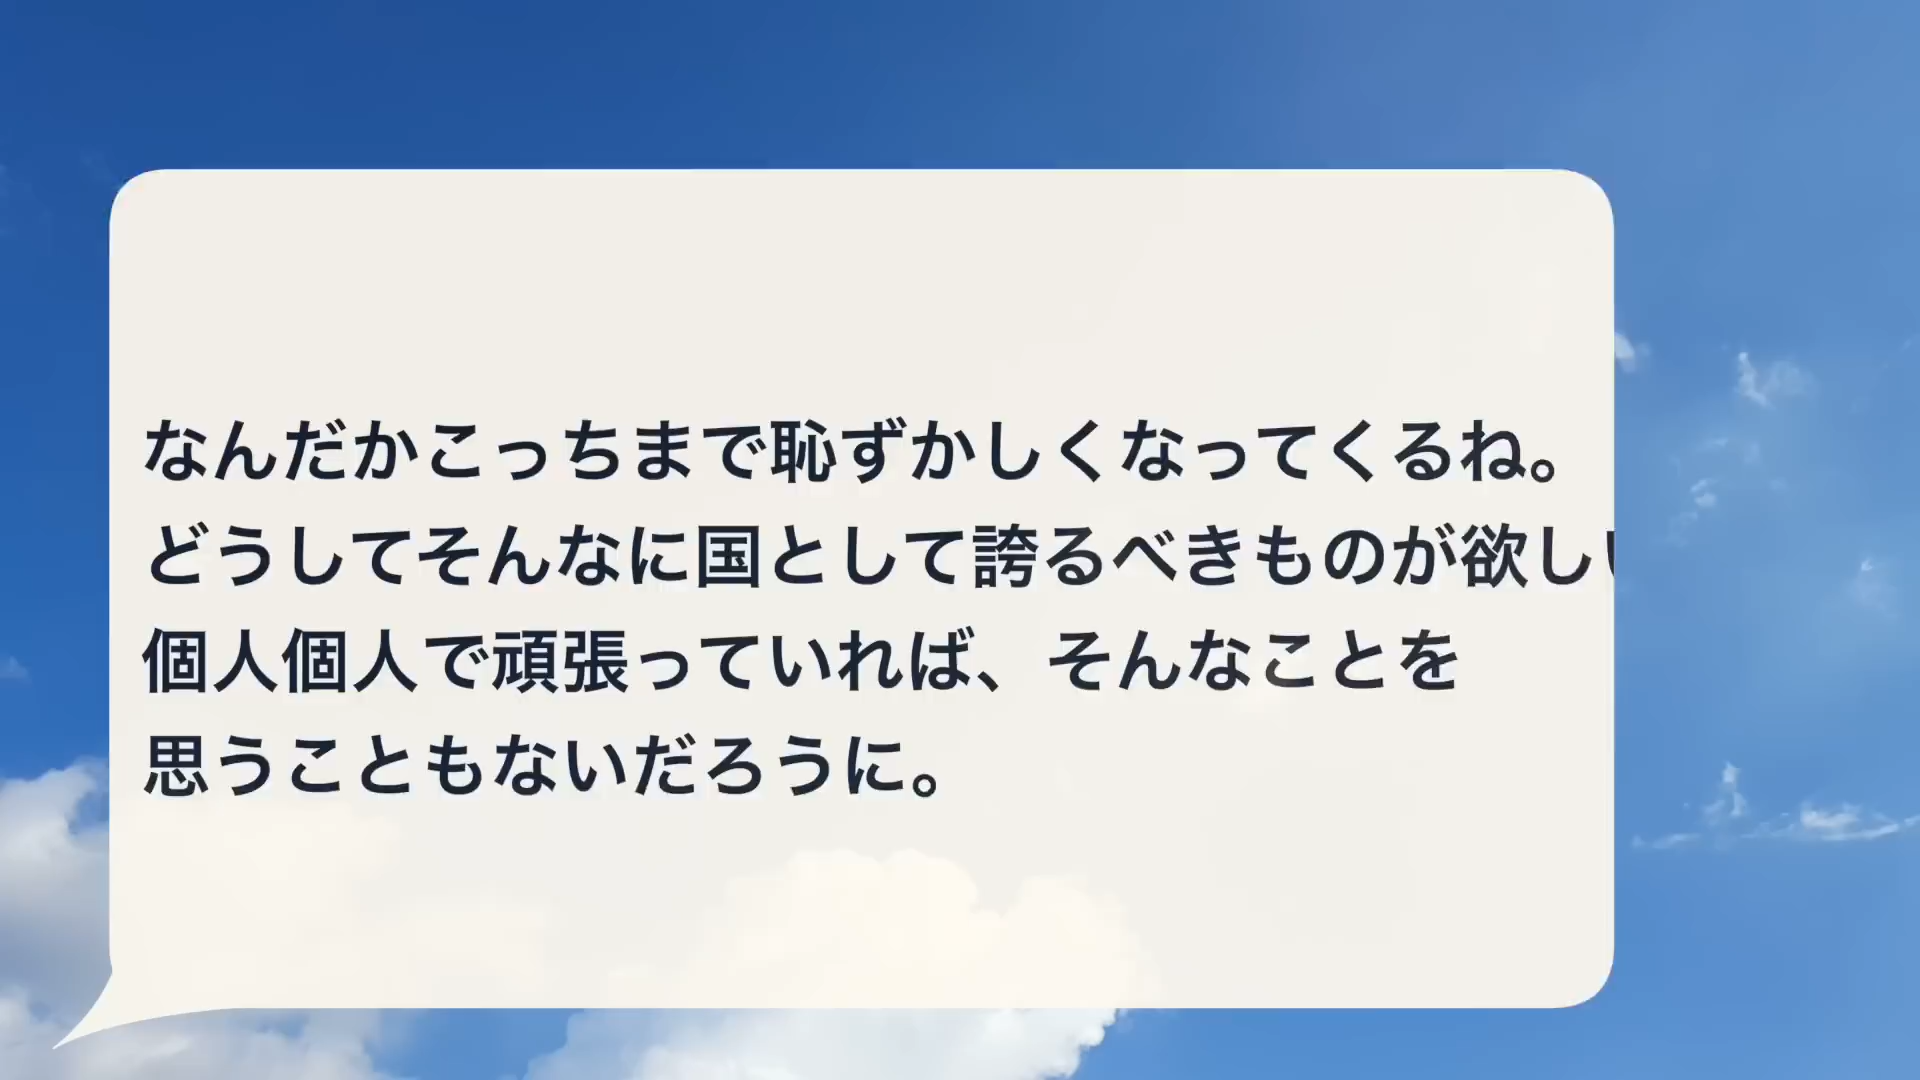 なんだかこっちまで恥ずかしくなってくるね。
どうしてそんなに国として誇るべきものが欲し
個人個人で頑張っていれば、そんなことを
思うこともないだろうに。